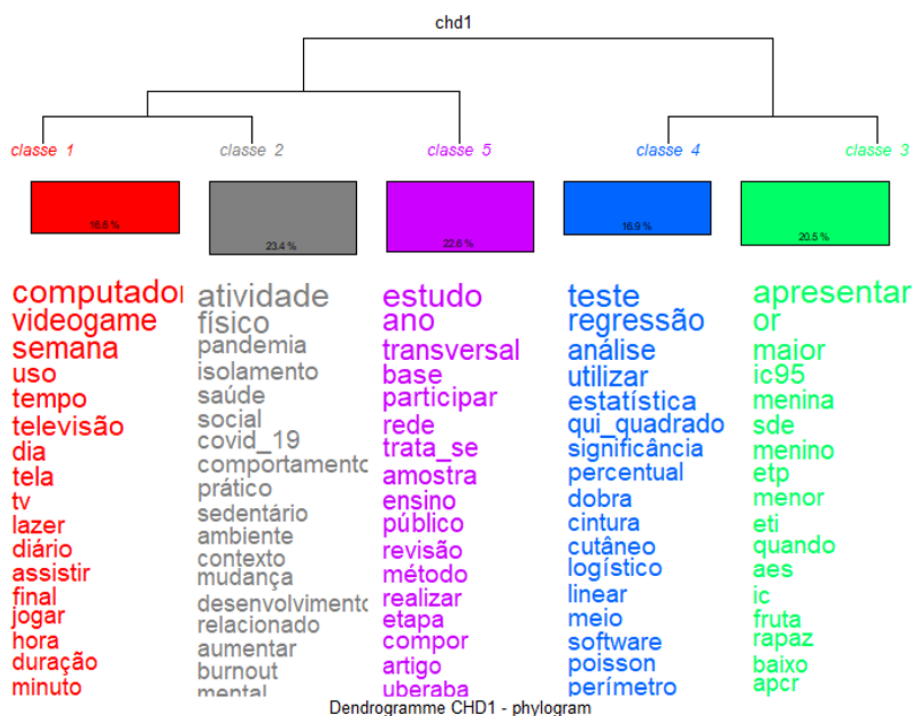 chd1
classe 1
classe 2
classe 5
classe 4
classe 3
16.6 %
23.4 %
22.6 %
16.9 %
20.5 %
computador
videogame
semana
uso
tempo
televisão
dia
tela
tv
lazer
diário
assistir
final
jogar
hora
duração
minuto
atividade
físico
pandemia
isolamento
saúde
social
covid_19
comportamento
prático
sedentário
ambiente
contexto
mudança
desenvolvimento
relacionado
aumentar
burnout
mental
estudo
ano
transversal
base
participar
rede
trata_se
amostra
ensino
público
revisão
método
realizar
etapa
compor
artigo
uberaba
teste
regressão
análise
utilizar
estatística
qui_quadrado
significância
percentual
dobra
cintura
cutâneo
logístico
linear
meio
software
poisson
perímetro
apresentar
or
maior
ic95
menina
sde
menino
etp
menor
eti
quando
aes
ic
fruta
rapaz
baixo
apcr
Dendrogramme CHD1 - phylogram